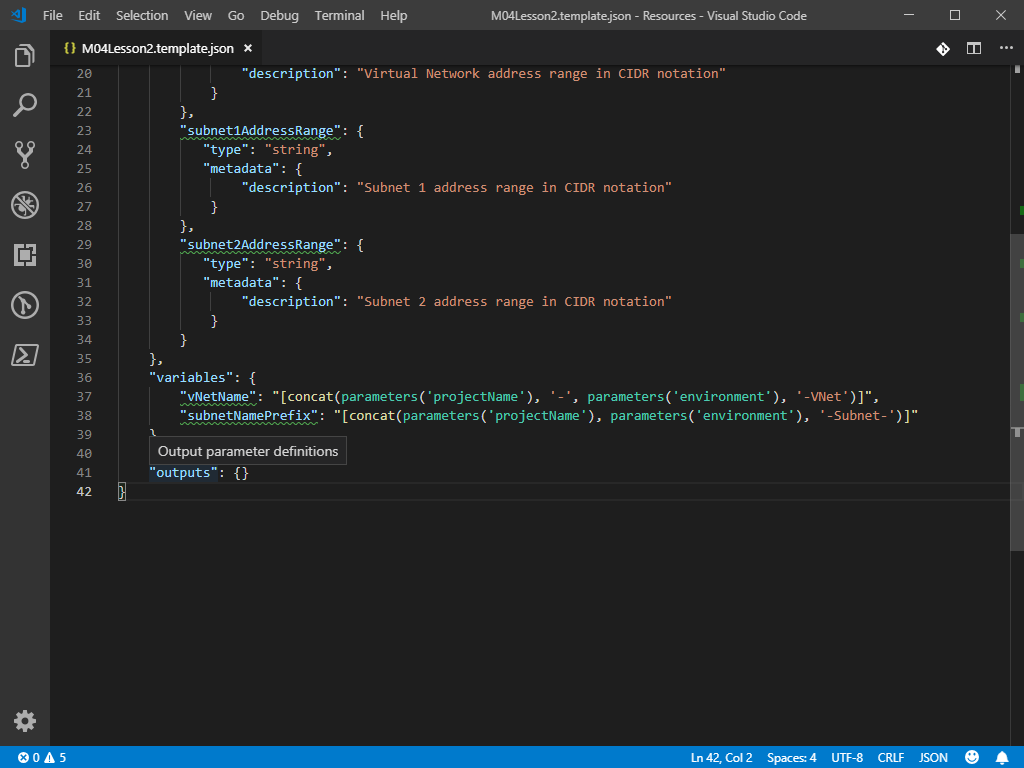 File Edit Selection View Go Debug Terminal Help M04Lesson2.template.json - Resources - Visual Studio Code
{} M04Lesson2.template.json ×
20 "description": "Virtual Network address range in CIDR notation"
21 }
22 },
23 "subnet1AddressRange": {
24 "type": "string",
25 "metadata": {
26 "description": "Subnet 1 address range in CIDR notation"
27 }
28 },
29 "subnet2AddressRange": {
30 "type": "string",
31 "metadata": {
32 "description": "Subnet 2 address range in CIDR notation"
33 }
34 }
35 },
36 "variables": {
37 "vNetName": "[concat(parameters('projectName'), '-', parameters('environment'), '-VNet')]",
38 "subnetNamePrefix": "[concat(parameters('projectName'), parameters('environment'), '-Subnet-')]"
39
40 Output parameter definitions
41 "outputs": {}
42 }
0 5 Ln 42, Col 2 Spaces: 4 UTF-8 CRLF JSON